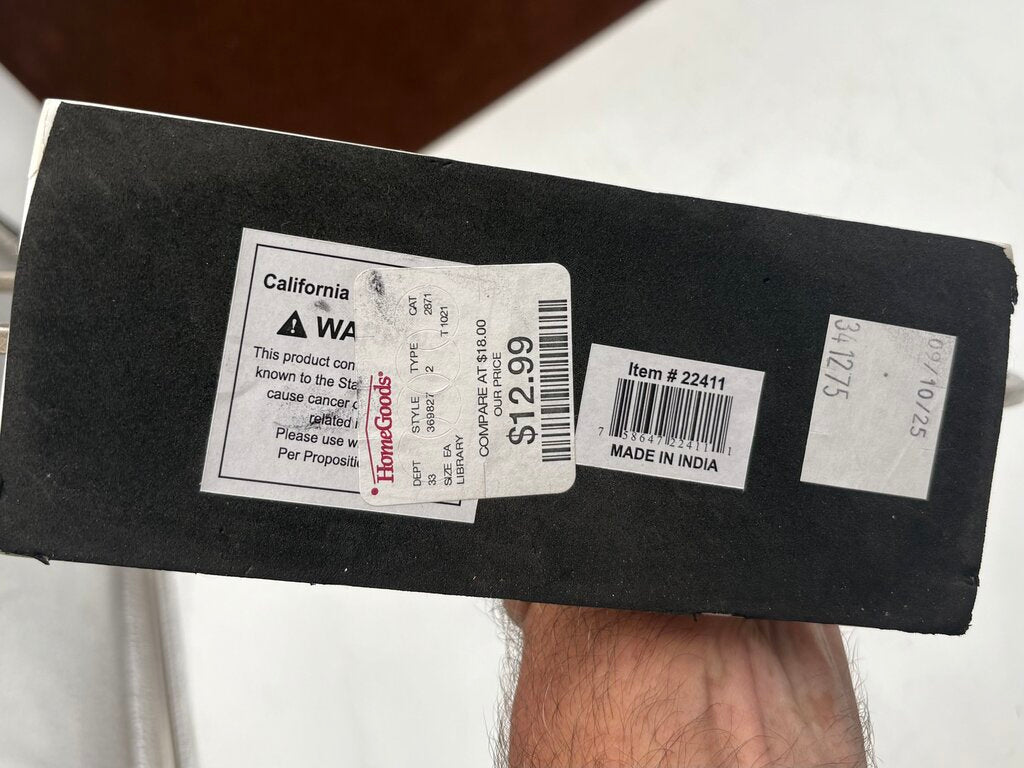 California
WA
This product con
known to the Sta
cause cancer
related
Please use w
Per Propositi
HomeGoods®
DEPT STYLE TYPE CAT
33 369827 2 2871
SIZE EA T1021
LIBRARY
COMPARE AT $18.00
OUR PRICE
$12.99
Item # 22411
7 58647 22411 1
MADE IN INDIA
09/10/25
341275